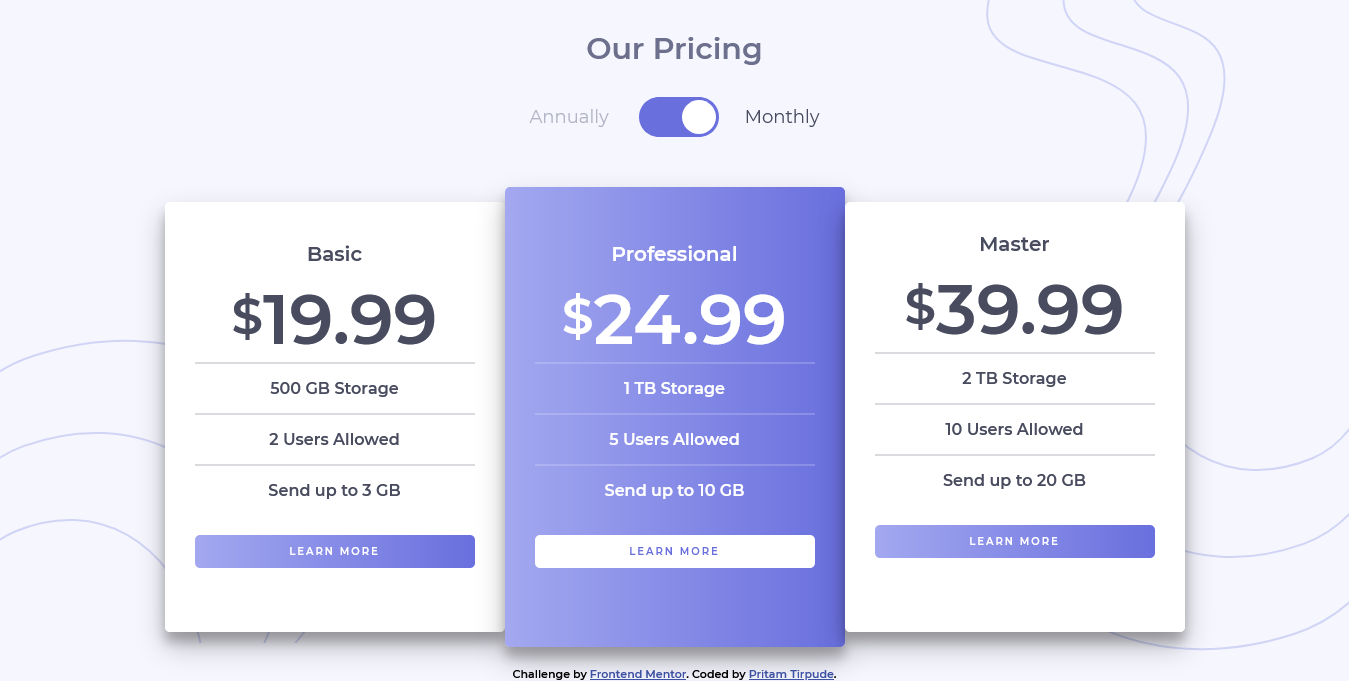 Our Pricing
Annually
Monthly
Basic
$19.99
500 GB Storage
2 Users Allowed
Send up to 3 GB
LEARN MORE
Professional
$24.99
1 TB Storage
5 Users Allowed
Send up to 10 GB
LEARN MORE
Master
$39.99
2 TB Storage
10 Users Allowed
Send up to 20 GB
LEARN MORE
Challenge by Frontend Mentor. Coded by Pritam Tirpude.